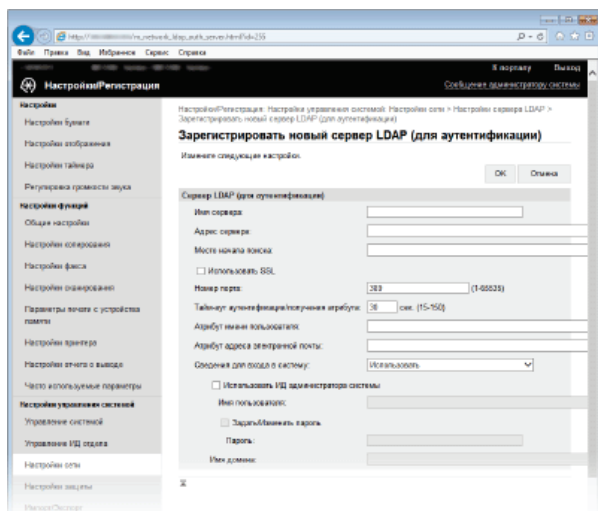 http://
/m_network_ldap_auth_server.html?id=255
Файл Правка Вид Избранное Сервис Справка
К порталу Выход
Настройки/Регистрация
Сообщение администратору системы
Настройки
Настройки бумаги
Настройки отображения
Настройки таймера
Регулировка громкости звука
Настройки функций
Общие настройки
Настройки копирования
Настройки факса
Настройки сканирования
Параметры печати с устройства памяти
Настройки принтера
Настройки отчета о выводе
Часто используемые параметры
Настройки управления системой
Управление системой
Управление ИД отдела
Настройки сети
Настройки защиты
Импорт/Экспорт
Настройки/Регистрация: Настройки управления системой: Настройки сети > Настройки сервера LDAP >
Зарегистрировать новый сервер LDAP (для аутентификации)
Зарегистрировать новый сервер LDAP (для аутентификации)
Измените следующие настройки.
OK Отмена
Сервер LDAP (для аутентификации)
Имя сервера:
Адрес сервера:
Место начала поиска:
Использовать SSL
Номер порта: 389 (1-65535)
Тайм-аут аутентификации/получения атрибута: 30 сек. (15-150)
Атрибут имени пользователя:
Атрибут адреса электронной почты:
Сведения для входа в систему: Использовать
Использовать ИД администратора системы
Имя пользователя:
Задать/Изменить пароль
Пароль:
Имя домена: